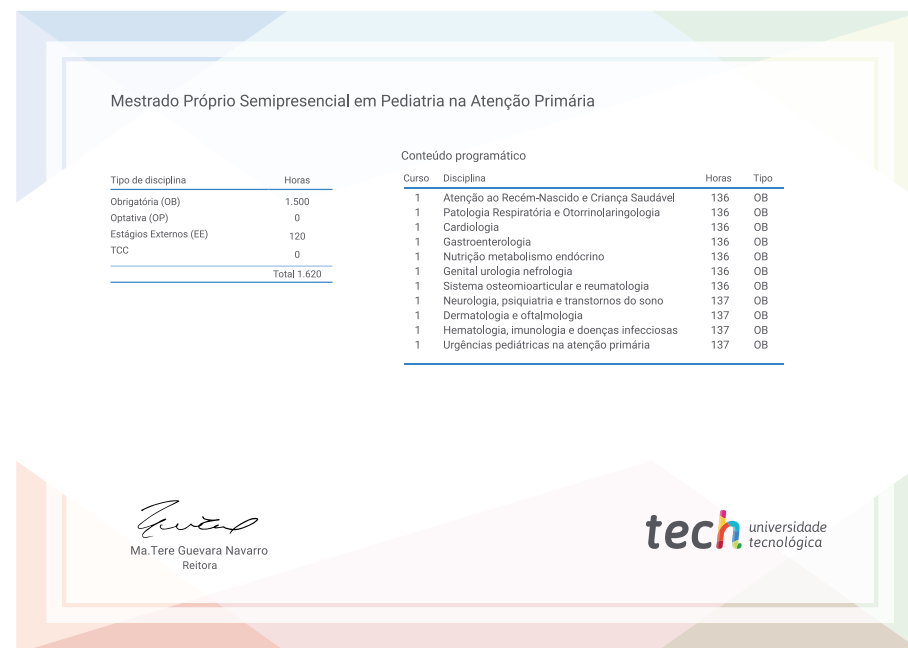 Mestrado Próprio Semipresencial em Pediatria na Atenção Primária
Tipo de disciplina Horas
Obrigatória (OB) 1.500
Optativa (OP) 0
Estágios Externos (EE) 120
TCC 0
Total 1.620
Conteúdo programático
Curso Disciplina Horas Tipo
1 Atenção ao Recém-Nascido e Criança Saudável 136 OB
1 Patologia Respiratória e Otorrinolaringologia 136 OB
1 Cardiologia 136 OB
1 Gastroenterologia 136 OB
1 Nutrição metabolismo endócrino 136 OB
1 Genital urologia nefrologia 136 OB
1 Sistema osteomioarticular e reumatologia 136 OB
1 Neurologia, psiquiatria e transtornos do sono 137 OB
1 Dermatologia e oftalmologia 137 OB
1 Hematologia, imunologia e doenças infecciosas 137 OB
1 Urgências pediátricas na atenção primária 137 OB
Ma.Tere Guevara Navarro
Reitora
tech universidade
tecnológica